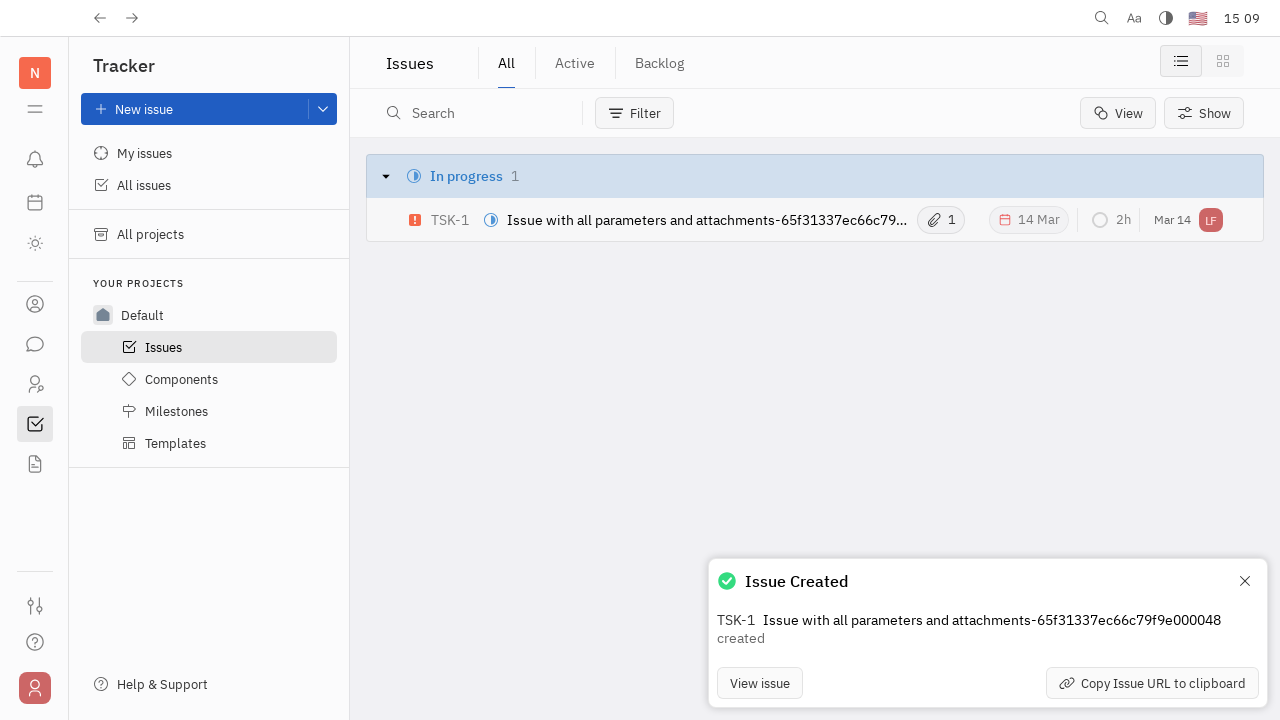 Aa
15 09
N
Tracker
New issue
My issues
All issues
All projects
YOUR PROJECTS
Default
Issues
Components
Milestones
Templates
Help & Support
Issues
All
Active
Backlog
Search
Filter
View
Show
In progress 1
TSK-1 Issue with all parameters and attachments-65f31337ec66c79... 1 14 Mar 2h Mar 14 LF
Issue Created
TSK-1 Issue with all parameters and attachments-65f31337ec66c79f9e000048
created
View issue
Copy Issue URL to clipboard